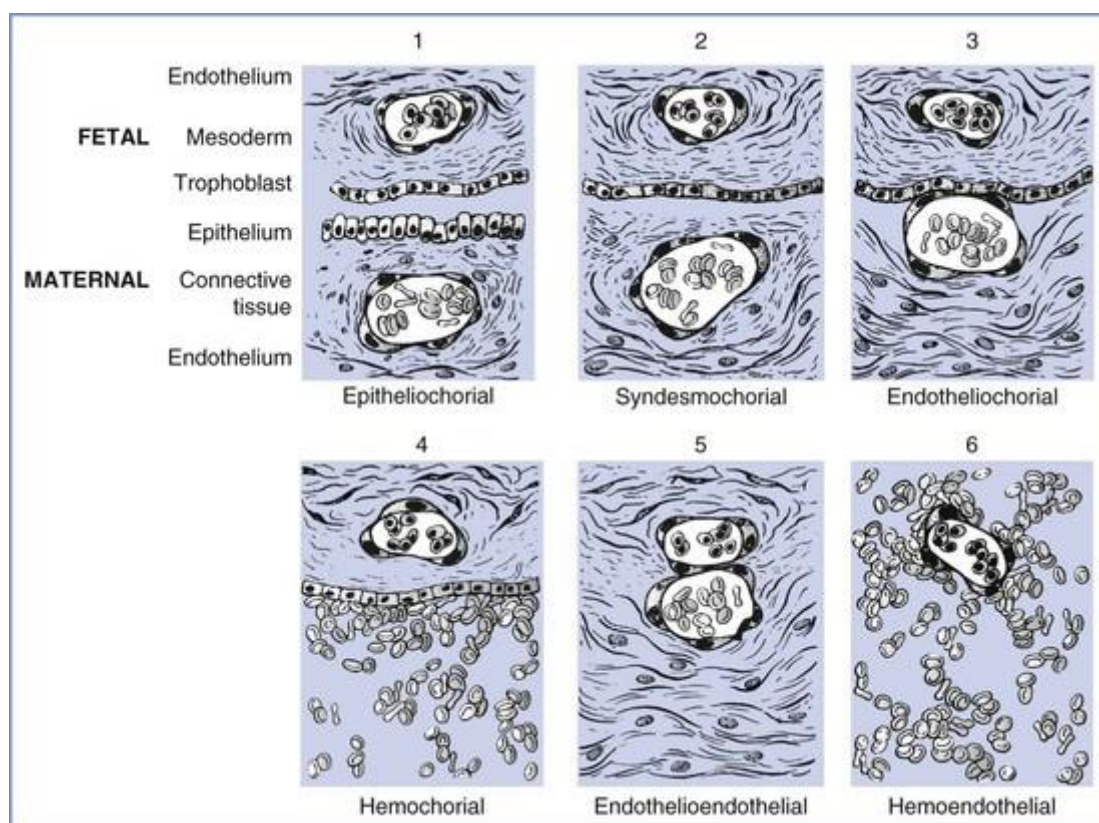 1 2 3
Endothelium
FETAL Mesoderm
Trophoblast
Epithelium
MATERNAL Connective
tissue
Endothelium
Epitheliochorial Syndesmochorial Endotheliochorial
4 5 6
Hemochorial Endothelioendothelial Hemoendothelial